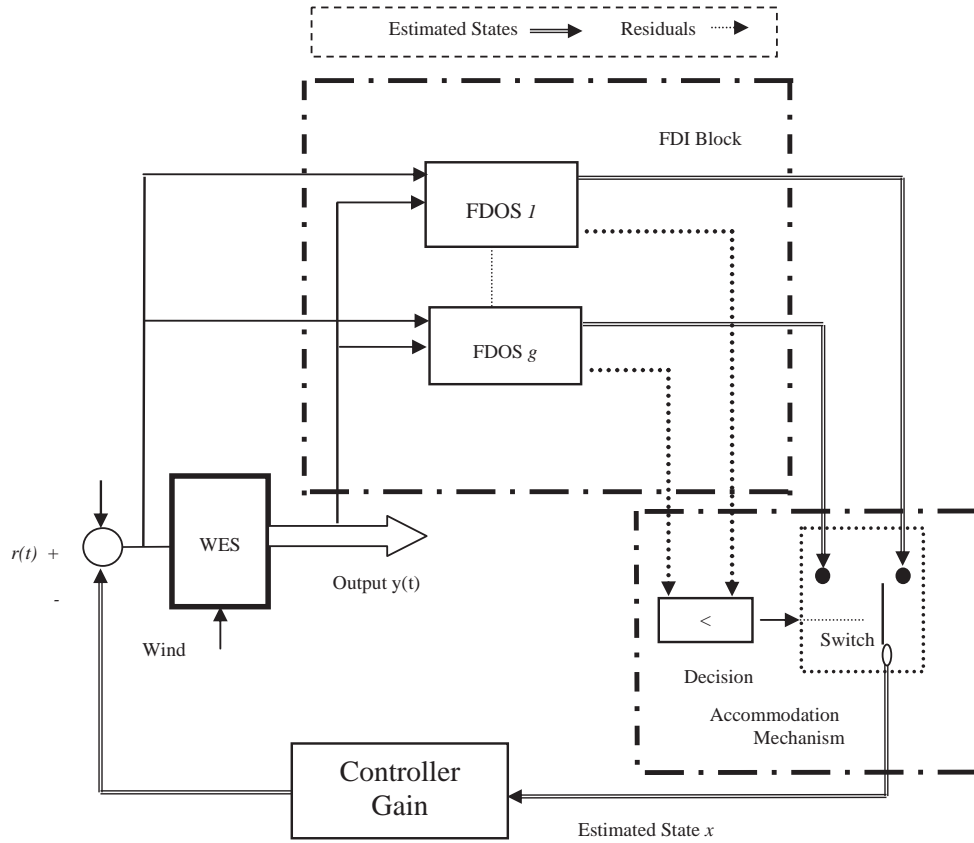 Estimated States
Residuals
FDI Block
FDOS 1
FDOS g
r(t) +
-
WES
Output y(t)
Wind
<
Switch
Decision
Accommodation
Mechanism
Controller
Gain
Estimated State x